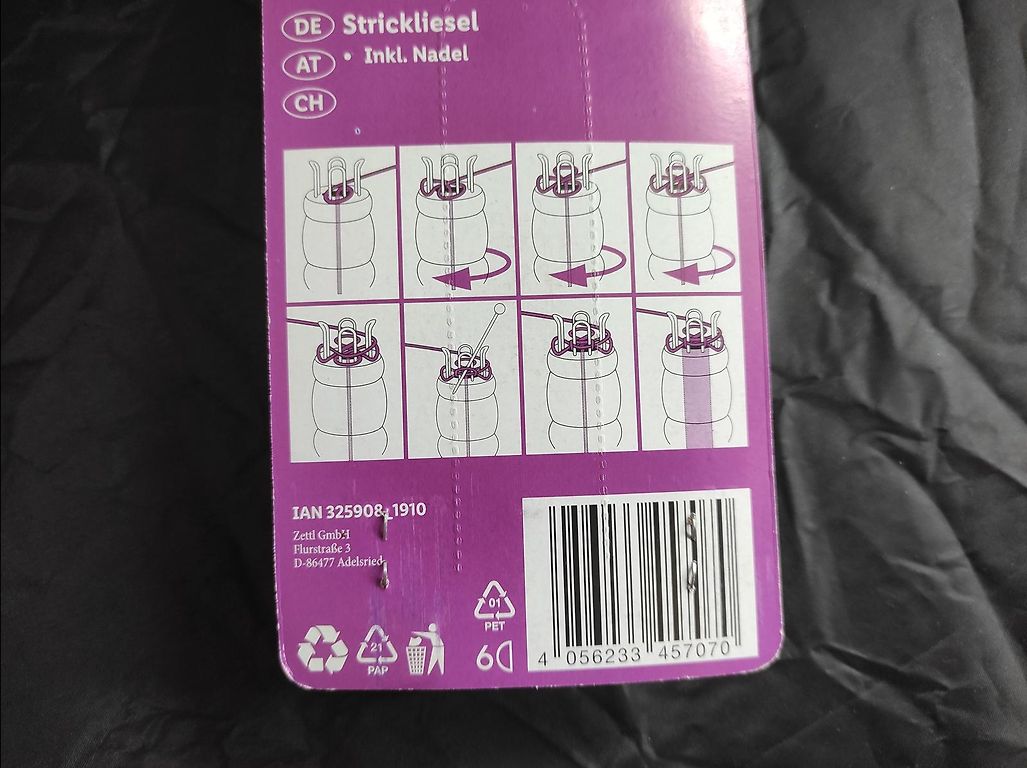 DE Strickliesel
AT • Inkl. Nadel
CH
IAN 325908_1910
Zettl GmbH
Flurstraße 3
D-86477 Adelsried
01
PET
21
PAP
6
4 056233 457070